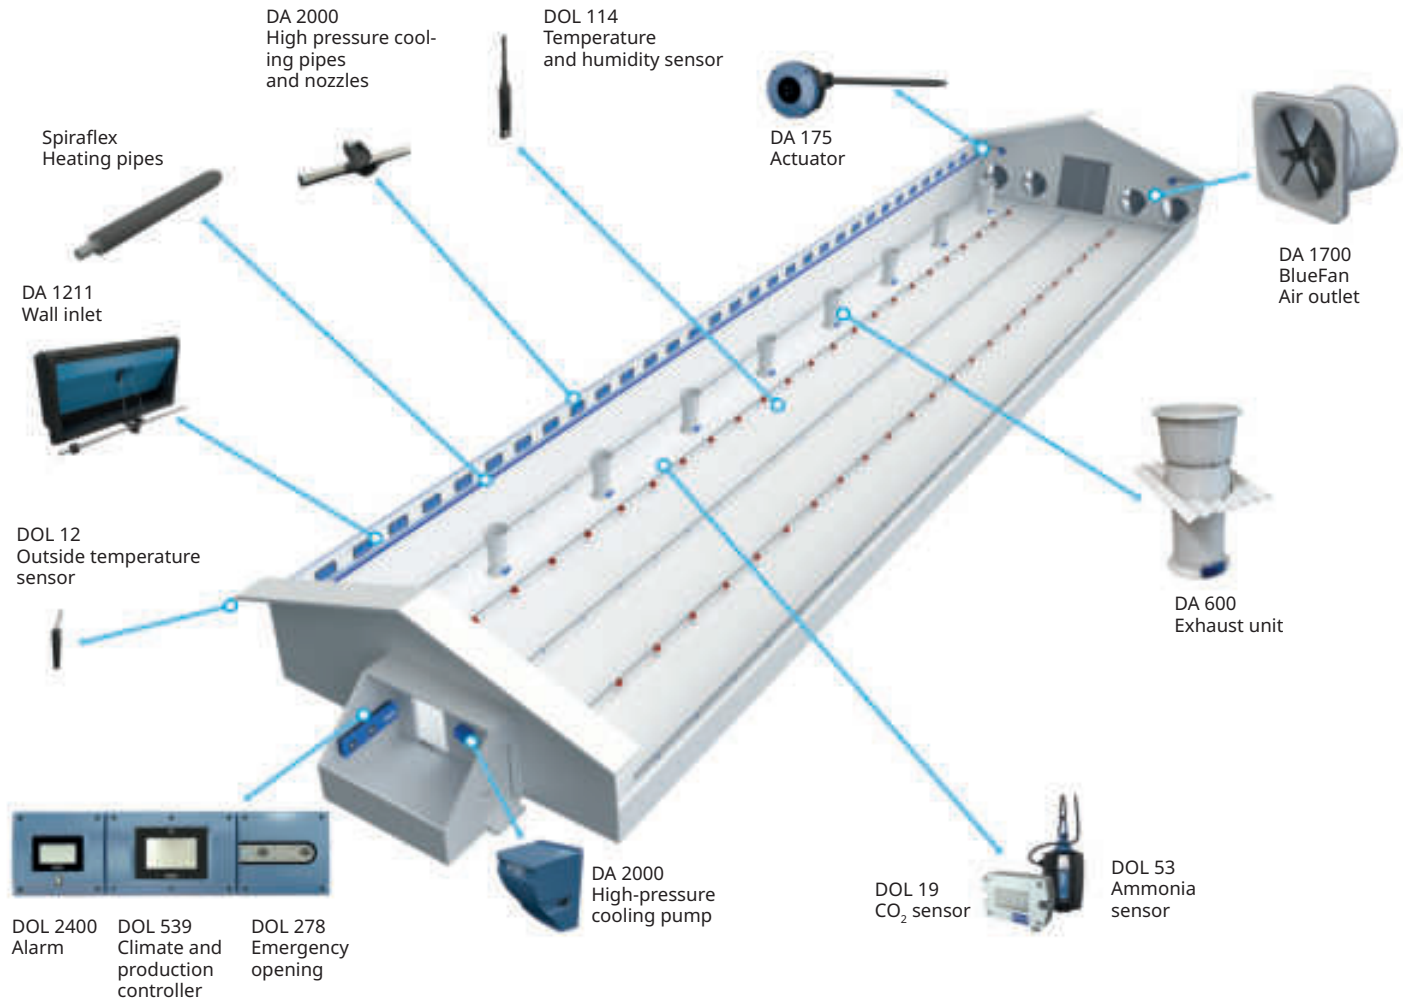 DA 2000
High pressure cool-
ing pipes
and nozzles
DOL 114
Temperature
and humidity sensor
DA 175
Actuator
Spiraflex
Heating pipes
DA 1700
BlueFan
Air outlet
DA 1211
Wall inlet
DOL 12
Outside temperature
sensor
DA 600
Exhaust unit
DOL 2400
Alarm
DOL 539
Climate and
production
controller
DOL 278
Emergency
opening
DA 2000
High-pressure
cooling pump
DOL 19
CO₂ sensor
DOL 53
Ammonia
sensor